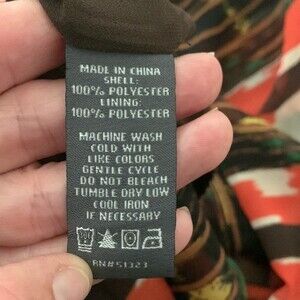 MADE IN CHINA
SHELL:
100% POLYESTER
LINING:
100% POLYESTER
MACHINE WASH
COLD WITH
LIKE COLORS
GENTLE CYCLE
DO NOT BLEACH
TUMBLE DRY LOW
COOL IRON
IF NECESSARY
RN#51323